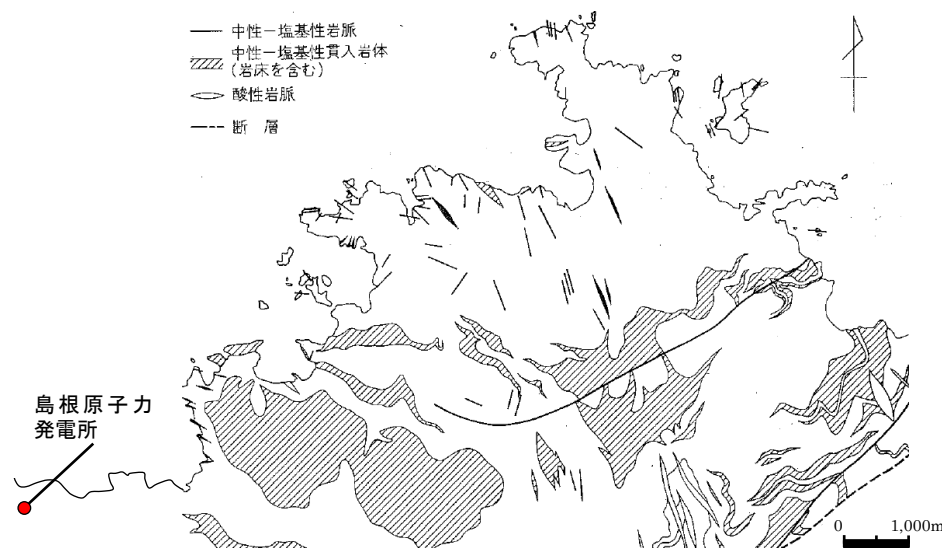 中性－塩基性岩脈
中性－塩基性貫入岩体
(岩床を含む)
酸性岩脈
断 層
島根原子力
発電所
0 1,000m